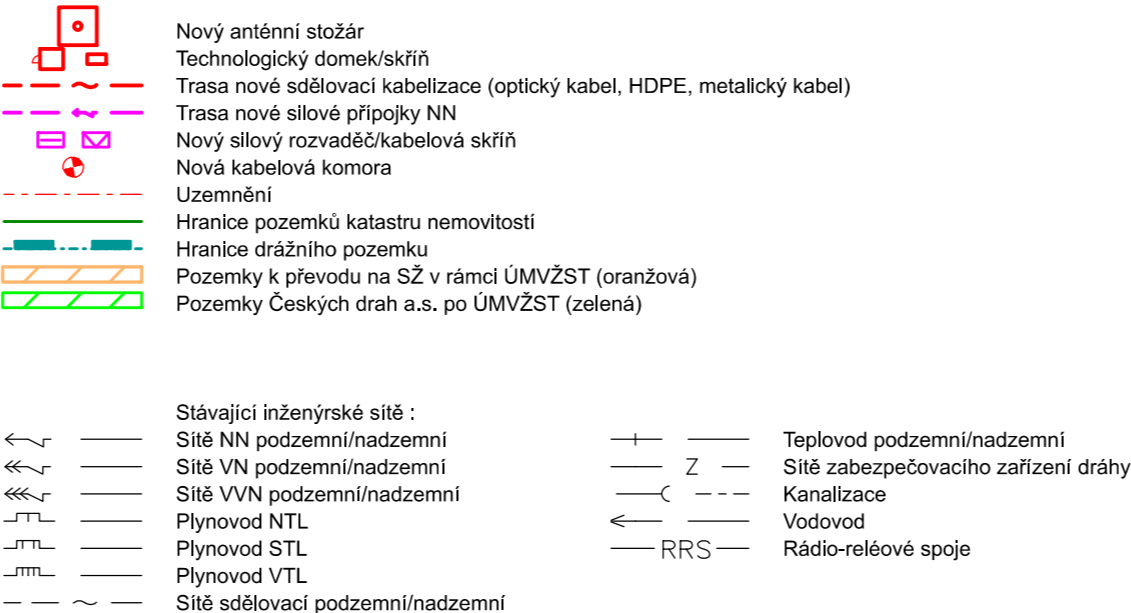 Nový anténní stožár
Technologický domek/skříň
Trasa nové sdělovací kabelizace (optický kabel, HDPE, metalický kabel)
Trasa nové silové přípojky NN
Nový silový rozvaděč/kabelová skříň
Nová kabelová komora
Uzemnění
Hranice pozemků katastru nemovitostí
Hranice drážního pozemku
Pozemky k převodu na SŽ v rámci ÚMVŽST (oranžová)
Pozemky Českých drah a.s. po ÚMVŽST (zelená)
Stávající inženýrské sítě :
Sítě NN podzemní/nadzemní
Sítě VN podzemní/nadzemní
Sítě VVN podzemní/nadzemní
Plynovod NTL
Plynovod STL
Plynovod VTL
Sítě sdělovací podzemní/nadzemní
Teplovod podzemní/nadzemní
Z Sítě zabezpečovacího zařízení dráhy
Kanalizace
Vodovod
RRS Rádio-reléové spoje